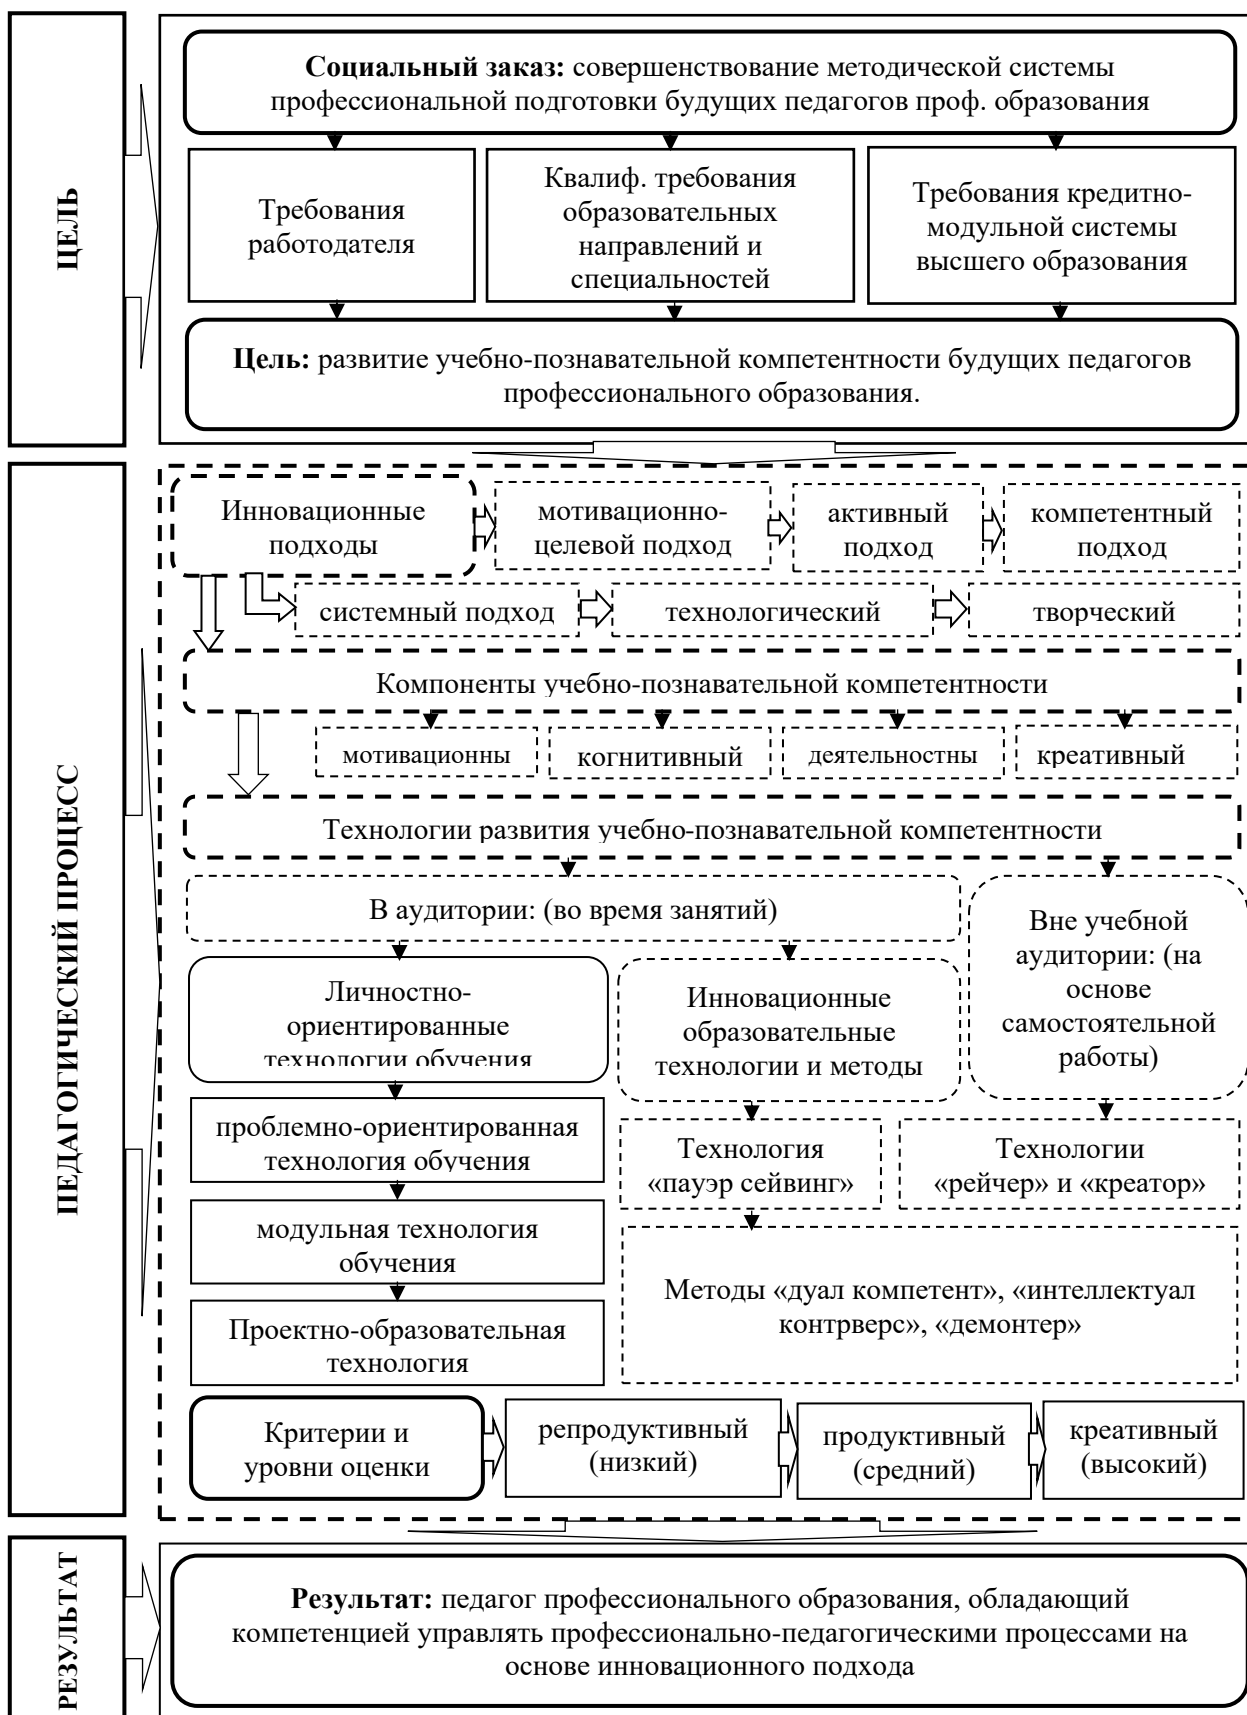 ЦЕЛЬ
Социальный заказ: совершенствование методической системы
профессиональной подготовки будущих педагогов проф. образования
Требования
работодателя
Квалиф. требования
образовательных
направлений и
специальностей
Требования кредитно-
модульной системы
высшего образования
Цель: развитие учебно-познавательной компетентности будущих педагогов
профессионального образования.
ПЕДАГОГИЧЕСКИЙ ПРОЦЕСС
Инновационные
подходы
мотивационно-
целевой подход
активный
подход
компетентный
подход
системный подход
технологический
творческий
Компоненты учебно-познавательной компетентности
мотивационны
когнитивный
деятельностны
креативный
Технологии развития учебно-познавательной компетентности
В аудитории: (во время занятий)
Вне учебной
аудитории: (на
основе
самостоятельной
работы)
Личностно-
ориентированные
технологии обучения
Инновационные
образовательные
технологии и методы
проблемно-ориентированная
технология обучения
Технология
«пауэр сейвинг»
Технологии
«рейчер» и «креатор»
модульная технология
обучения
Методы «дуал компетент», «интеллектуал
контрверс», «демонтер»
Проектно-образовательная
технология
Критерии и
уровни оценки
репродуктивный
(низкий)
продуктивный
(средний)
креативный
(высокий)
РЕЗУЛЬТАТ
Результат: педагог профессионального образования, обладающий
компетенцией управлять профессионально-педагогическими процессами на
основе инновационного подхода